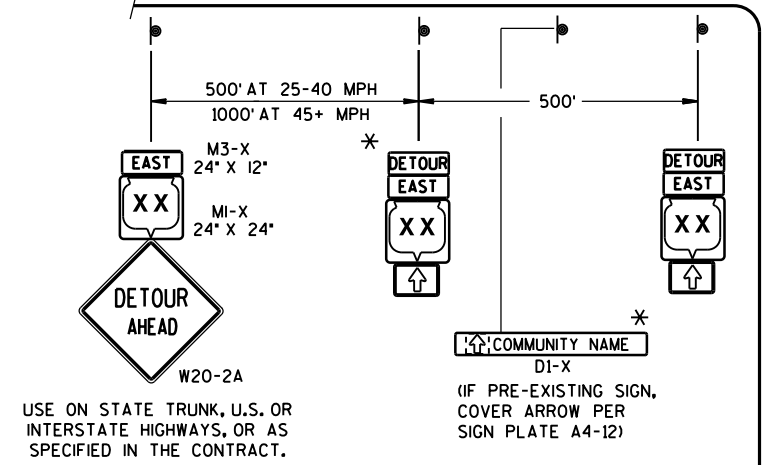 500' AT 25-40 MPH
1000' AT 45+ MPH
500'
EAST
XX
M3-X
24" X 12"
M1-X
24" X 24"
DETOUR
AHEAD
W20-2A
USE ON STATE TRUNK, U.S. OR
INTERSTATE HIGHWAYS, OR AS
SPECIFIED IN THE CONTRACT.
*
DETOUR
EAST
XX
DETOUR
EAST
XX
*
COMMUNITY NAME
D1-X
(IF PRE-EXISTING SIGN,
COVER ARROW PER
SIGN PLATE A4-12)